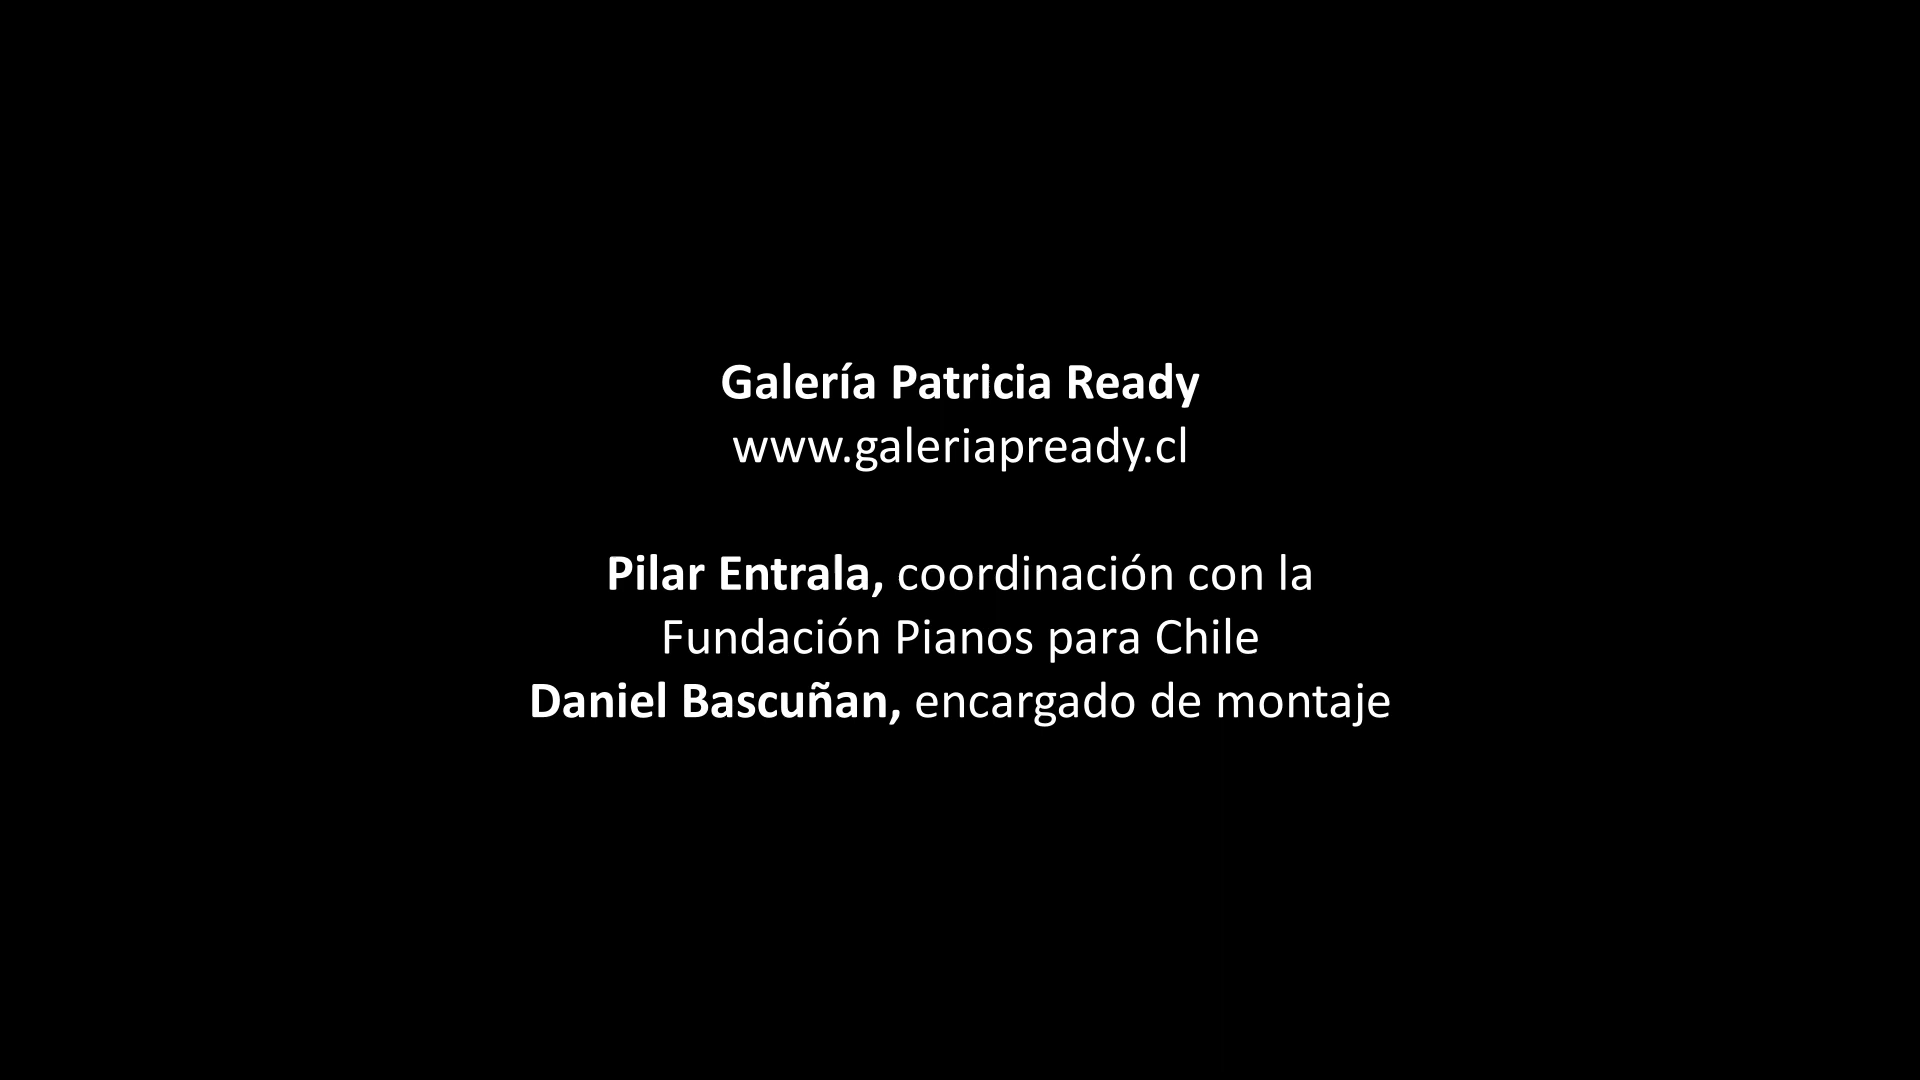 Galería Patricia Ready
www.galeriapready.cl
Pilar Entrala, coordinación con la
Fundación Pianos para Chile
Daniel Bascuñan, encargado de montaje